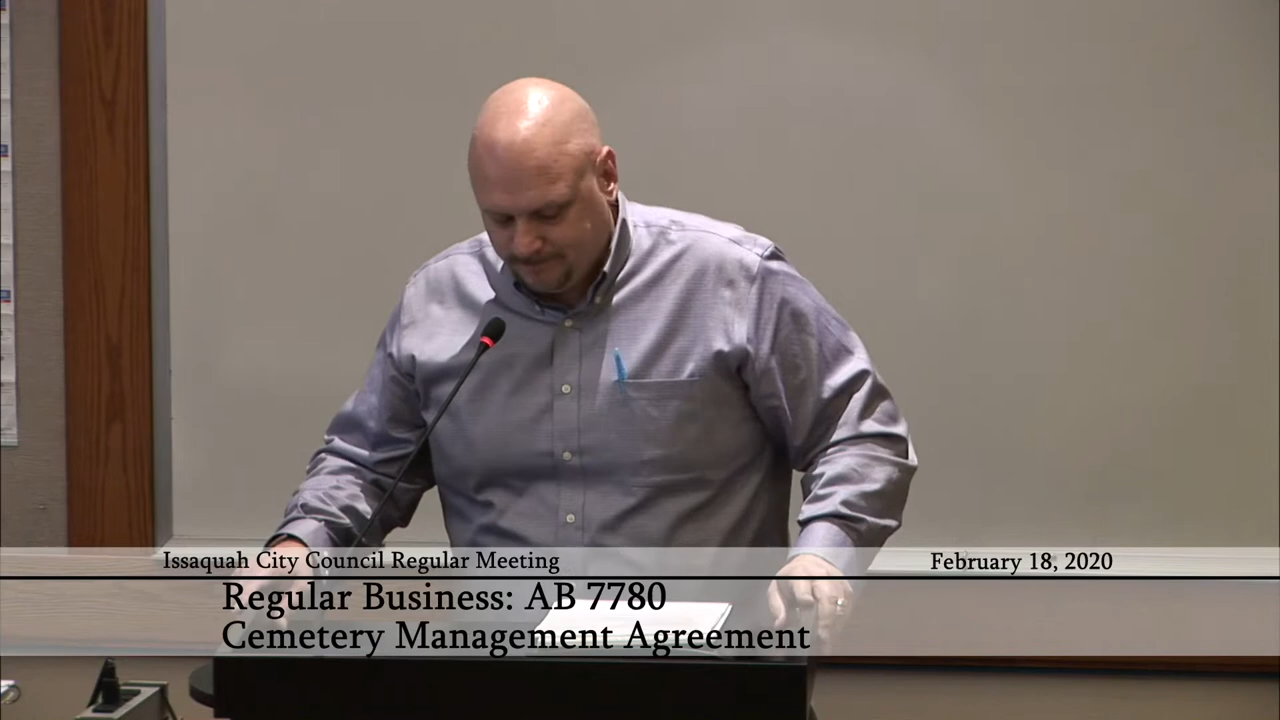 Issaquah City Council Regular Meeting
February 18, 2020
Regular Business: AB 7780
Cemetery Management Agreement